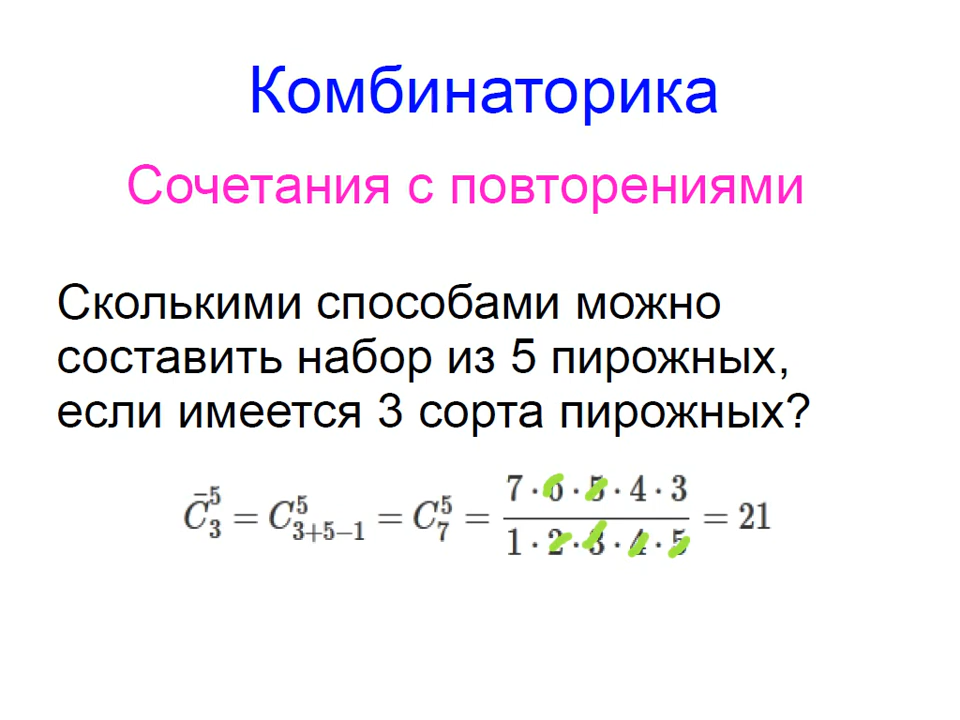 Комбинаторика
Сочетания с повторениями
Сколькими способами можно
составить набор из 5 пирожных,
если имеется 3 сорта пирожных?
C̄₃⁵ = C⁵₃₊₅₋₁ = C₇⁵ = (7 · 6 · 5 · 4 · 3) / (1 · 2 · 3 · 4 · 5) = 21